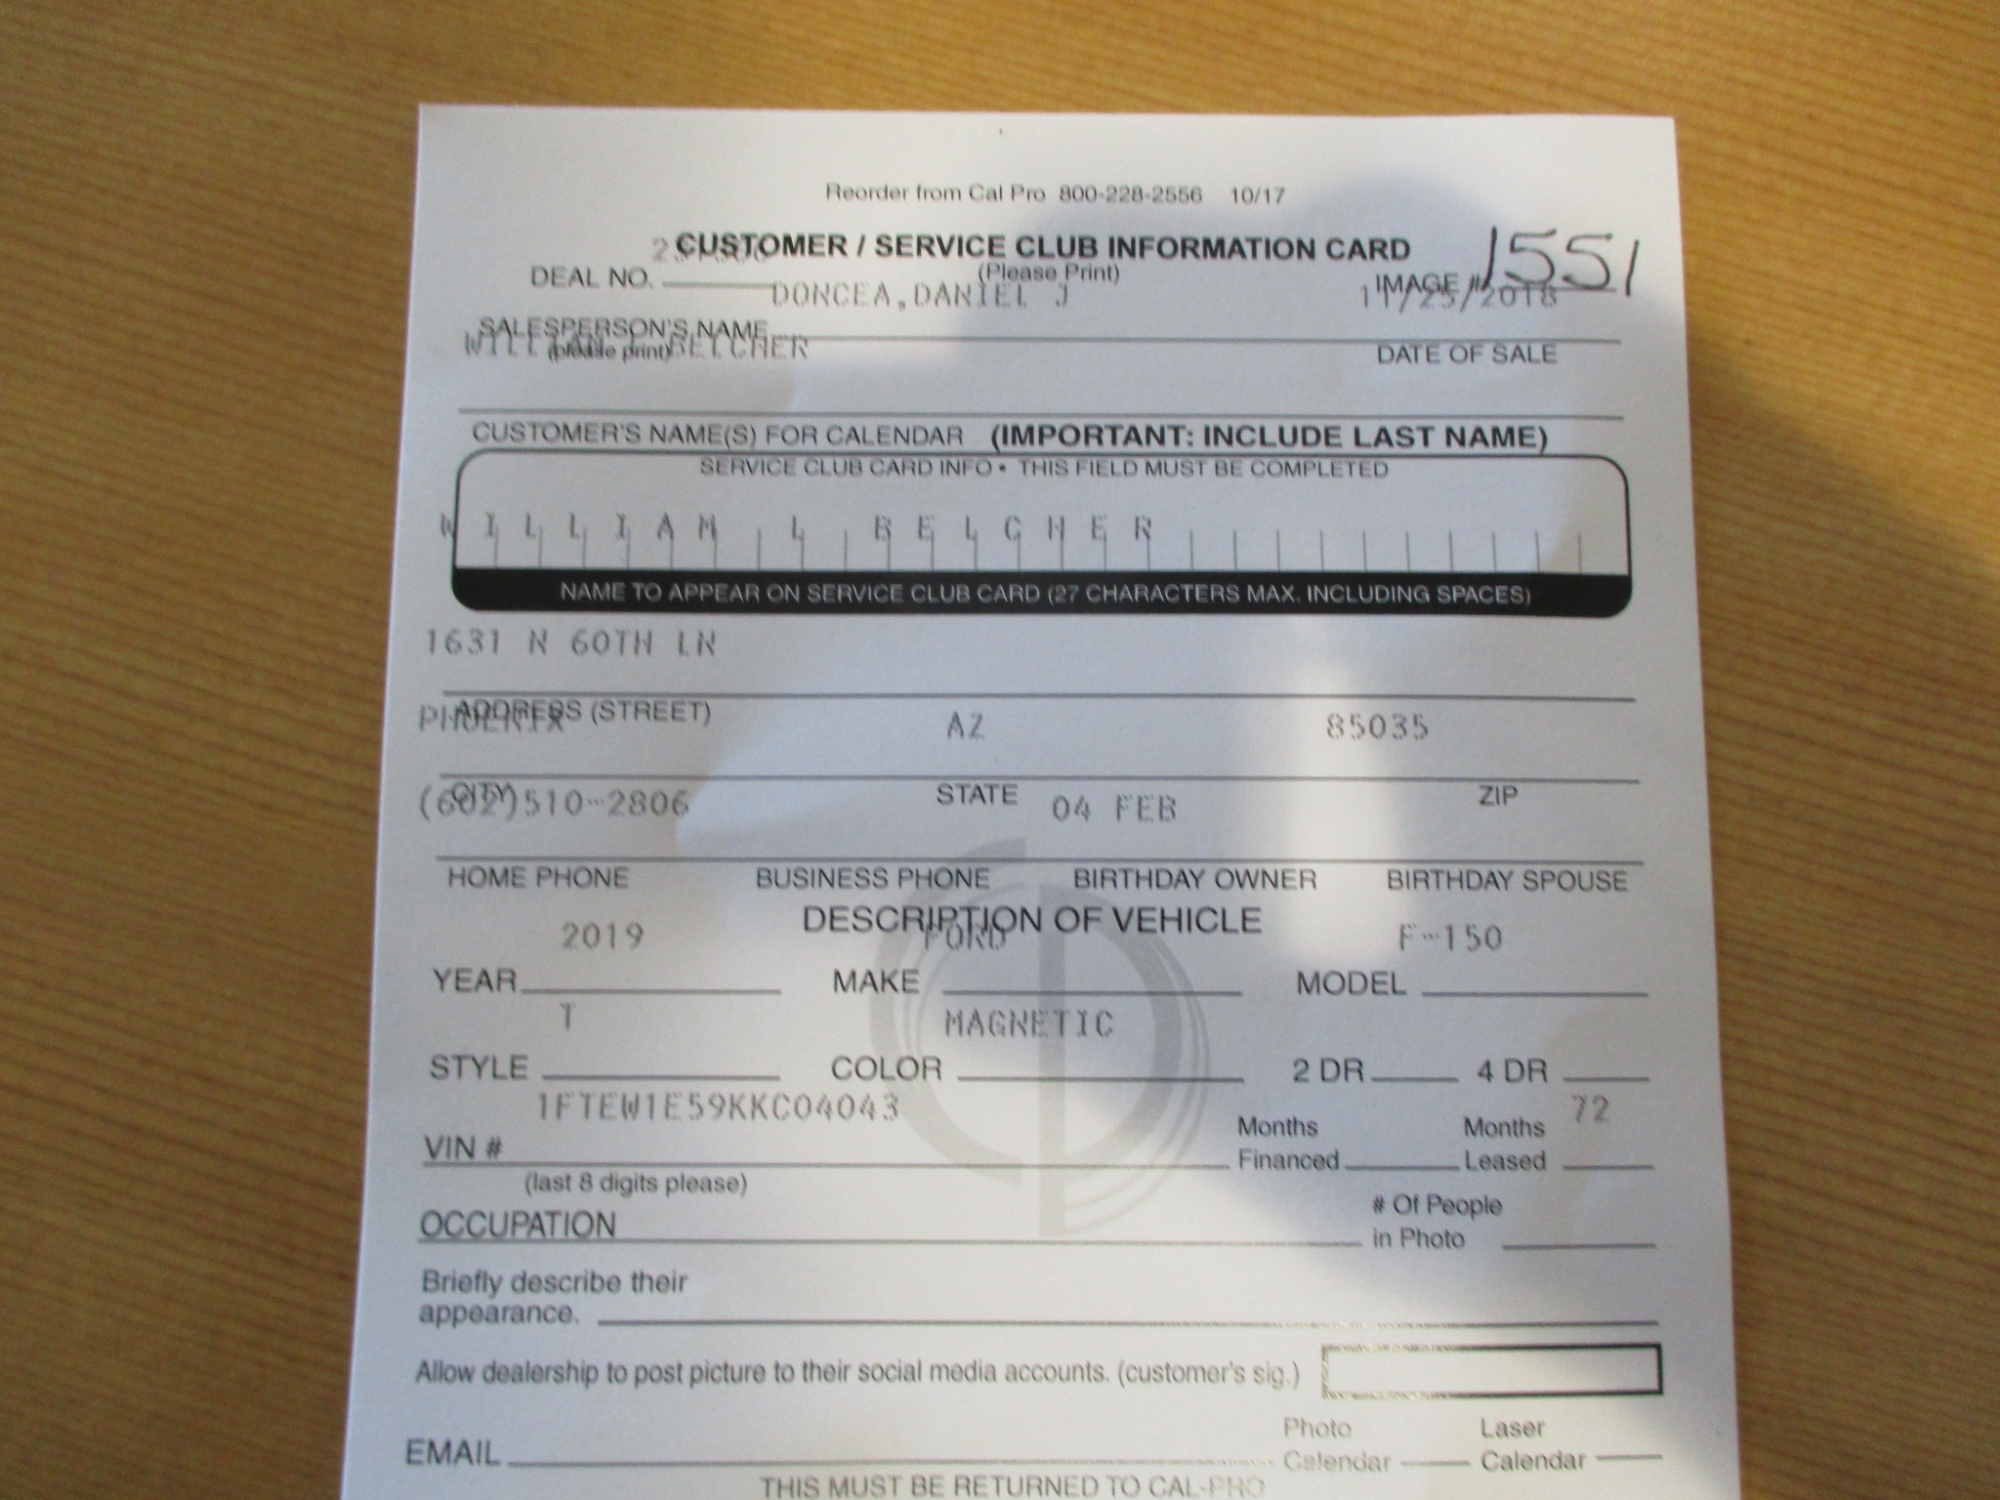 Reorder from Cal Pro 800-228-2556 10/17
CUSTOMER / SERVICE CLUB INFORMATION CARD
(Please Print)
DEAL NO. IMAGE # 1551
DONCEA,DANIEL J 11/25/2018
SALESPERSON'S NAME
(please print)
WILLIAM L BELCHER
DATE OF SALE
CUSTOMER'S NAME(S) FOR CALENDAR (IMPORTANT: INCLUDE LAST NAME)
SERVICE CLUB CARD INFO • THIS FIELD MUST BE COMPLETED
WILLIAM L BELCHER
NAME TO APPEAR ON SERVICE CLUB CARD (27 CHARACTERS MAX. INCLUDING SPACES)
1631 N 60TH LN
ADDRESS (STREET)
PHOENIX AZ 85035
CITY STATE ZIP
(602)510-2806 04 FEB
HOME PHONE BUSINESS PHONE BIRTHDAY OWNER BIRTHDAY SPOUSE
DESCRIPTION OF VEHICLE
2019 FORD F-150
YEAR MAKE MODEL
T MAGNETIC
STYLE COLOR 2 DR 4 DR
1FTEW1E59KKC04043 72
VIN # Months Financed Months Leased
(last 8 digits please)
OCCUPATION # Of People in Photo
Briefly describe their
appearance.
Allow dealership to post picture to their social media accounts. (customer's sig.)
EMAIL Photo Calendar Laser Calendar
THIS MUST BE RETURNED TO CAL-PRO